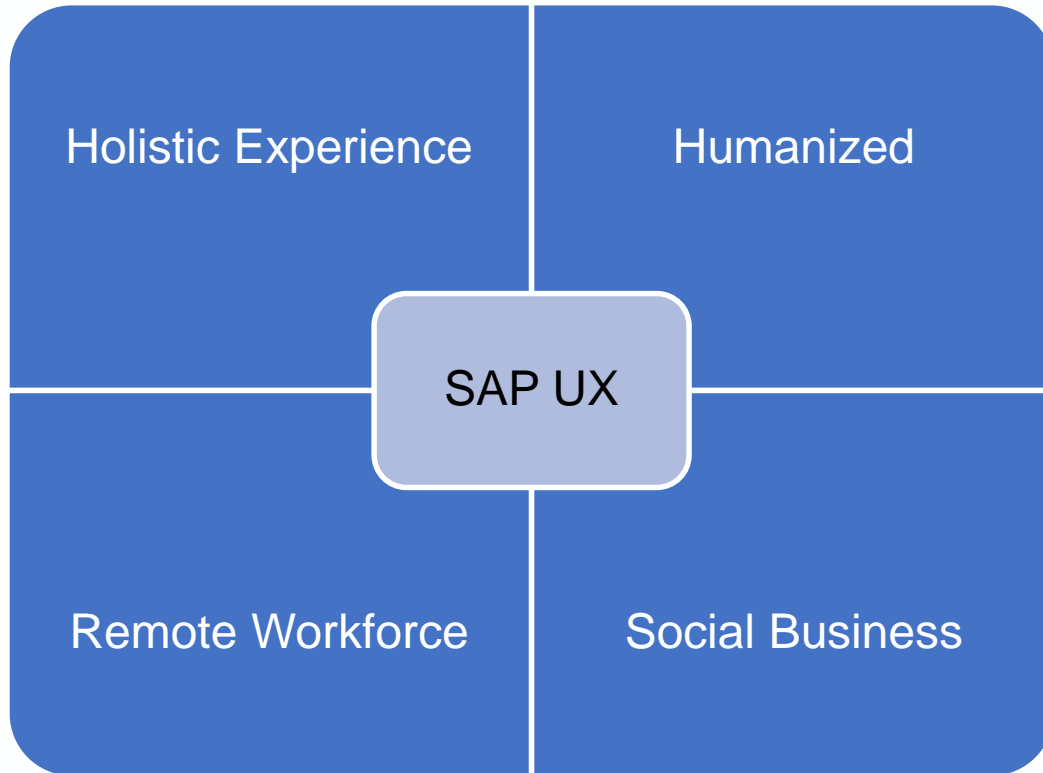 Holistic Experience
Humanized
SAP UX
Remote Workforce
Social Business